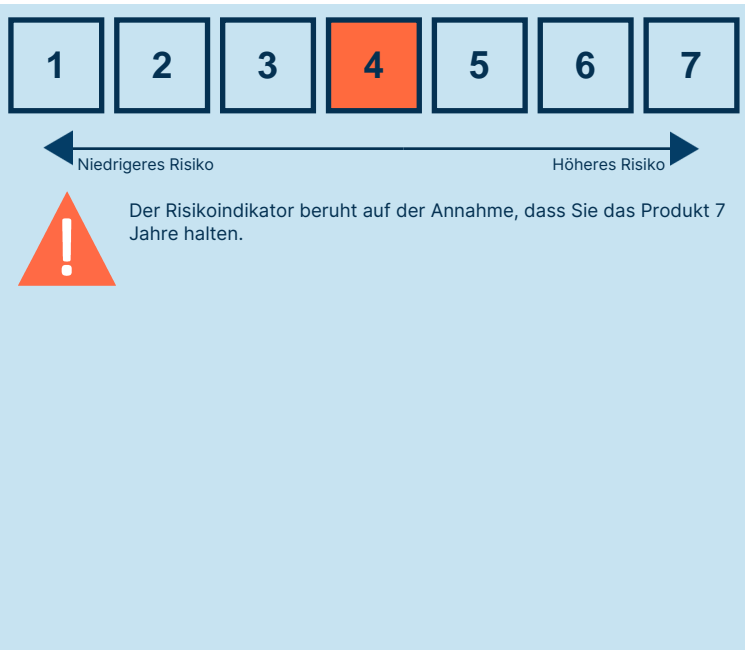 1 2 3 4 5 6 7
Niedrigeres Risiko Höheres Risiko
Der Risikoindikator beruht auf der Annahme, dass Sie das Produkt 7
Jahre halten.